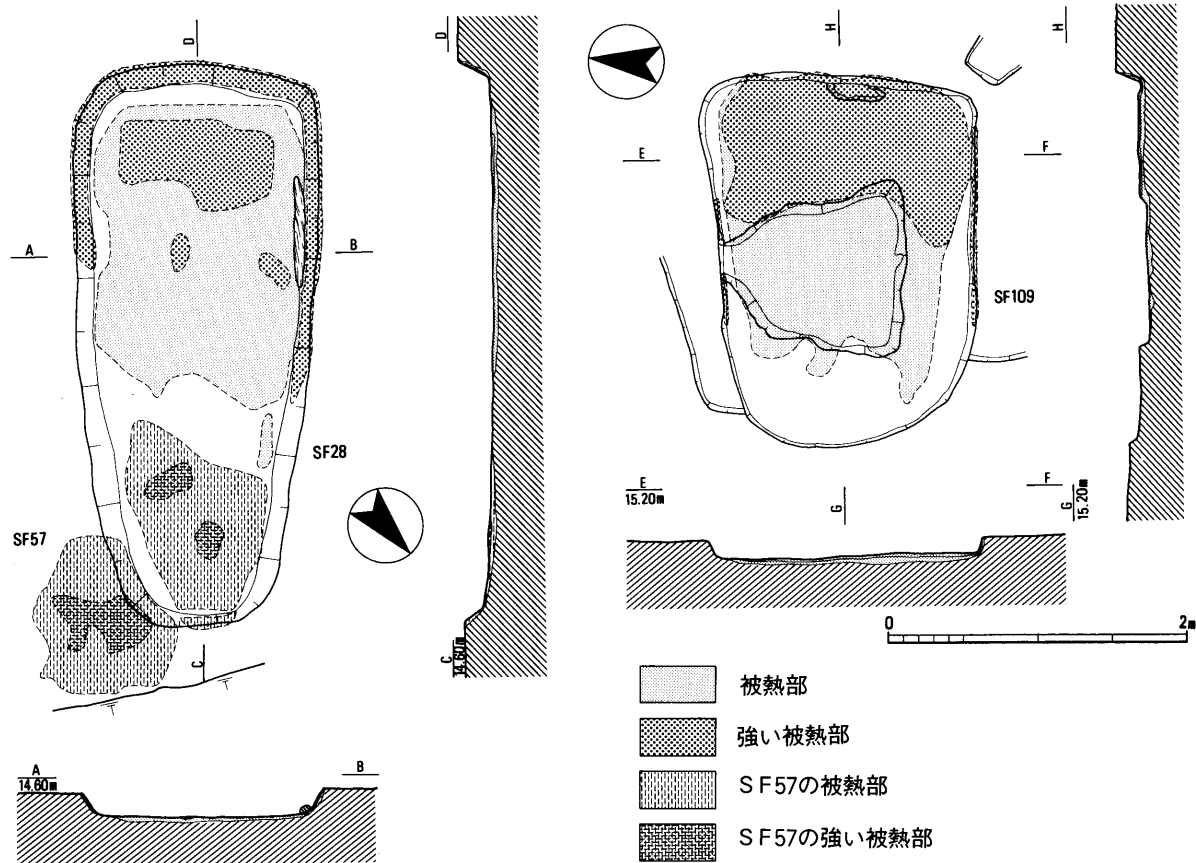 D
D
H
H
A
B
E
F
SF109
SF28
SF57
C
C
14.60m
E
15.20m
F
G
G
15.20m
0
2m
A
14.60m
B
被熱部
強い被熱部
SF57の被熱部
SF57の強い被熱部